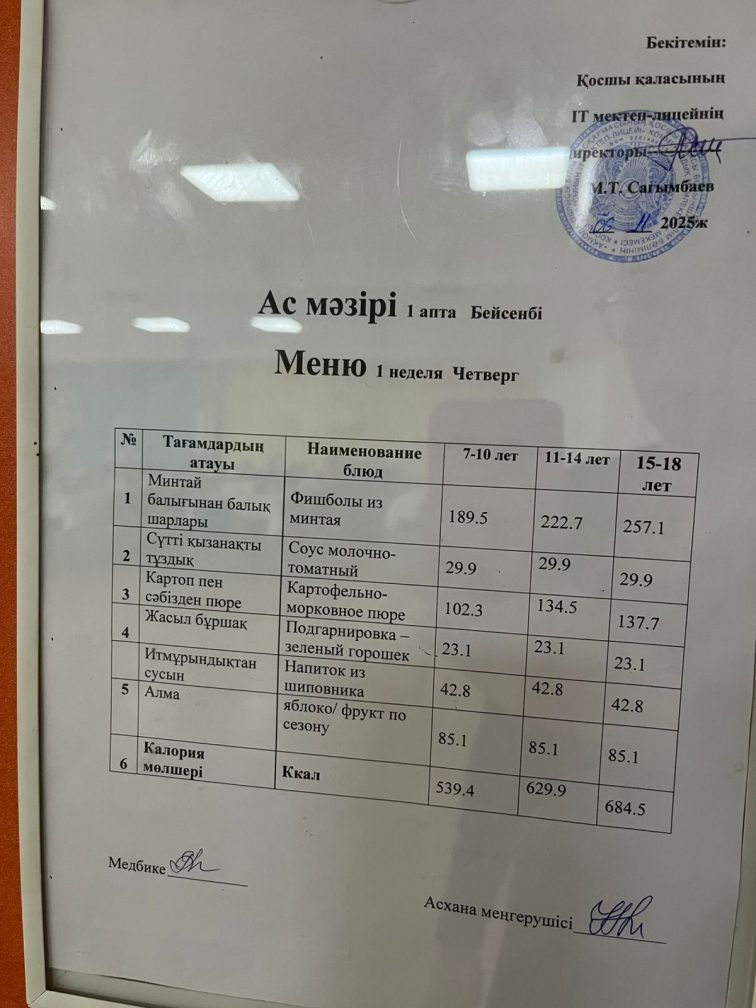 Бекітемін:
Қосшы қаласының
IT мектеп-лицейнің
директоры
М.Т. Сағымбаев
06 11 2025ж
Ас мәзірі 1 апта Бейсенбі
Меню 1 неделя Четверг
№ Тағамдардың атауы Наименование блюд 7-10 лет 11-14 лет 15-18 лет
1 Минтай балығынан балық шарлары Фишболы из минтая 189.5 222.7 257.1
2 Сүтті қызанақты тұздық Соус молочно-томатный 29.9 29.9 29.9
3 Картоп пен сәбізден пюре Картофельно-морковное пюре 102.3 134.5 137.7
4 Жасыл бұршақ Подгарнировка – зеленый горошек 23.1 23.1 23.1
Итмұрындықтан сусын Напиток из шиповника 42.8 42.8 42.8
5 Алма яблоко/ фрукт по сезону 85.1 85.1 85.1
6 Калория мөлшері Ккал 539.4 629.9 684.5
Медбике
Асхана меңгерушісі